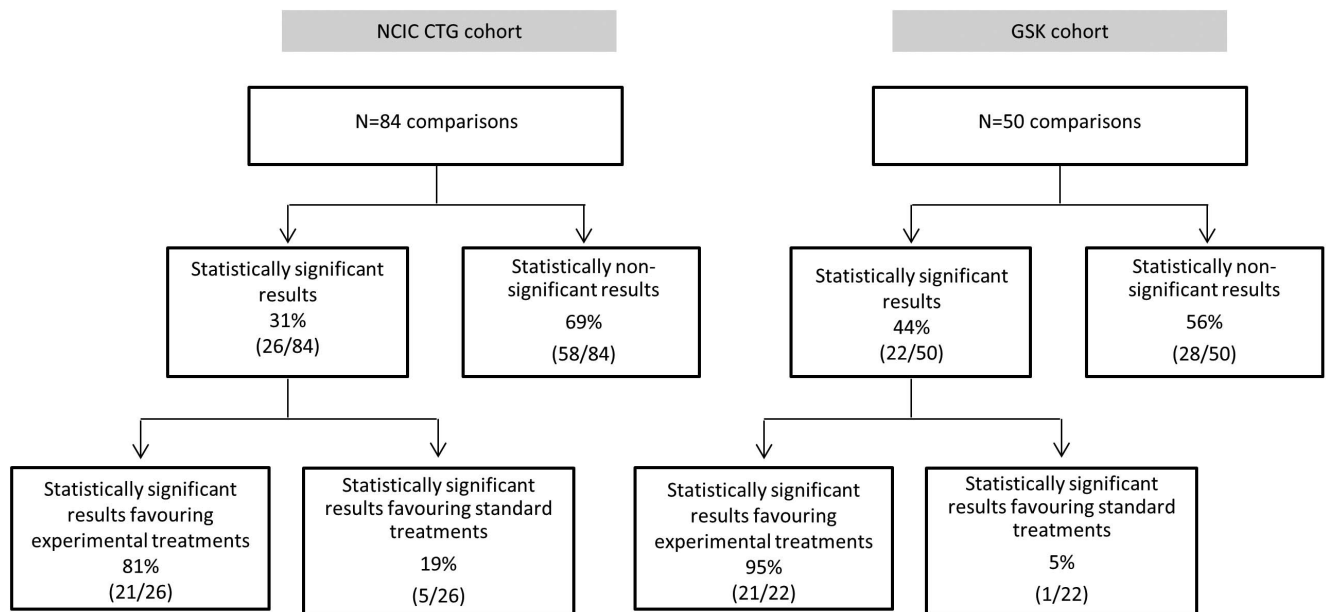 NCIC CTG cohort
GSK cohort
N=84 comparisons
N=50 comparisons
Statistically significant
results
31%
(26/84)
Statistically non-
significant results
69%
(58/84)
Statistically significant
results
44%
(22/50)
Statistically non-
significant results
56%
(28/50)
Statistically significant
results favouring
experimental treatments
81%
(21/26)
Statistically significant
results favouring standard
treatments
19%
(5/26)
Statistically significant
results favouring
experimental treatments
95%
(21/22)
Statistically significant
results favouring standard
treatments
5%
(1/22)